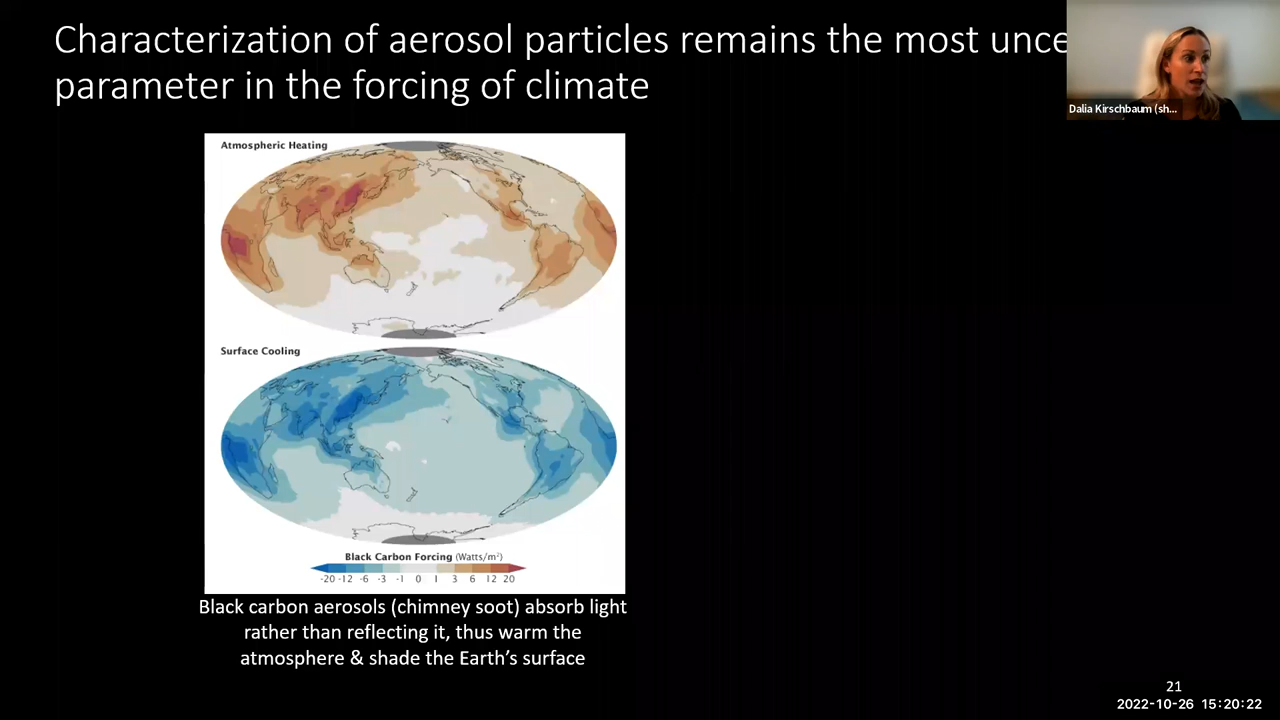 Characterization of aerosol particles remains the most unce
parameter in the forcing of climate
Dalia Kirschbaum (sh...
Atmospheric Heating
Surface Cooling
Black Carbon Forcing (Watts/m²)
-20 -12 -6 -3 -1 0 1 3 6 12 20
Black carbon aerosols (chimney soot) absorb light
rather than reflecting it, thus warm the
atmosphere & shade the Earth's surface
21
2022-10-26 15:20:22